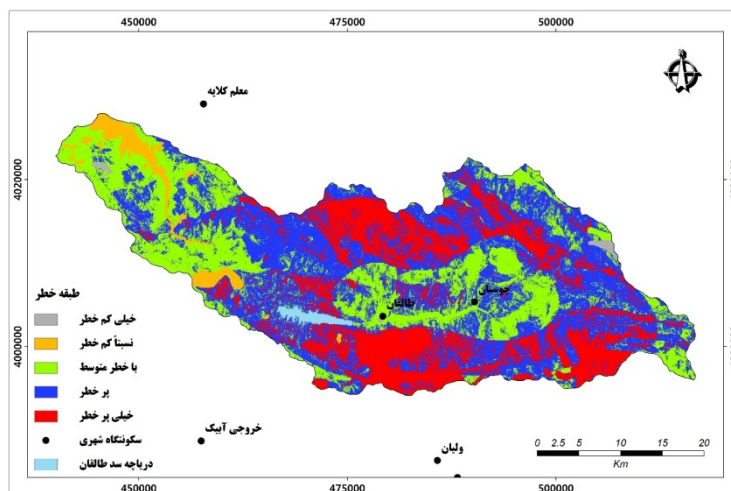 450000 475000 500000
معلم کلایه
4020000
طبقه خطر
خیلی کم خطر
نسبتاً کم خطر
با خطر متوسط
پر خطر
خیلی پر خطر
سکونتگاه شهری
دریاچه سد طالقان
طالقان
جوستان
4000000
خروجی آبیک
ولیان
0 2.5 5 10 15 20
Km
450000 475000 500000